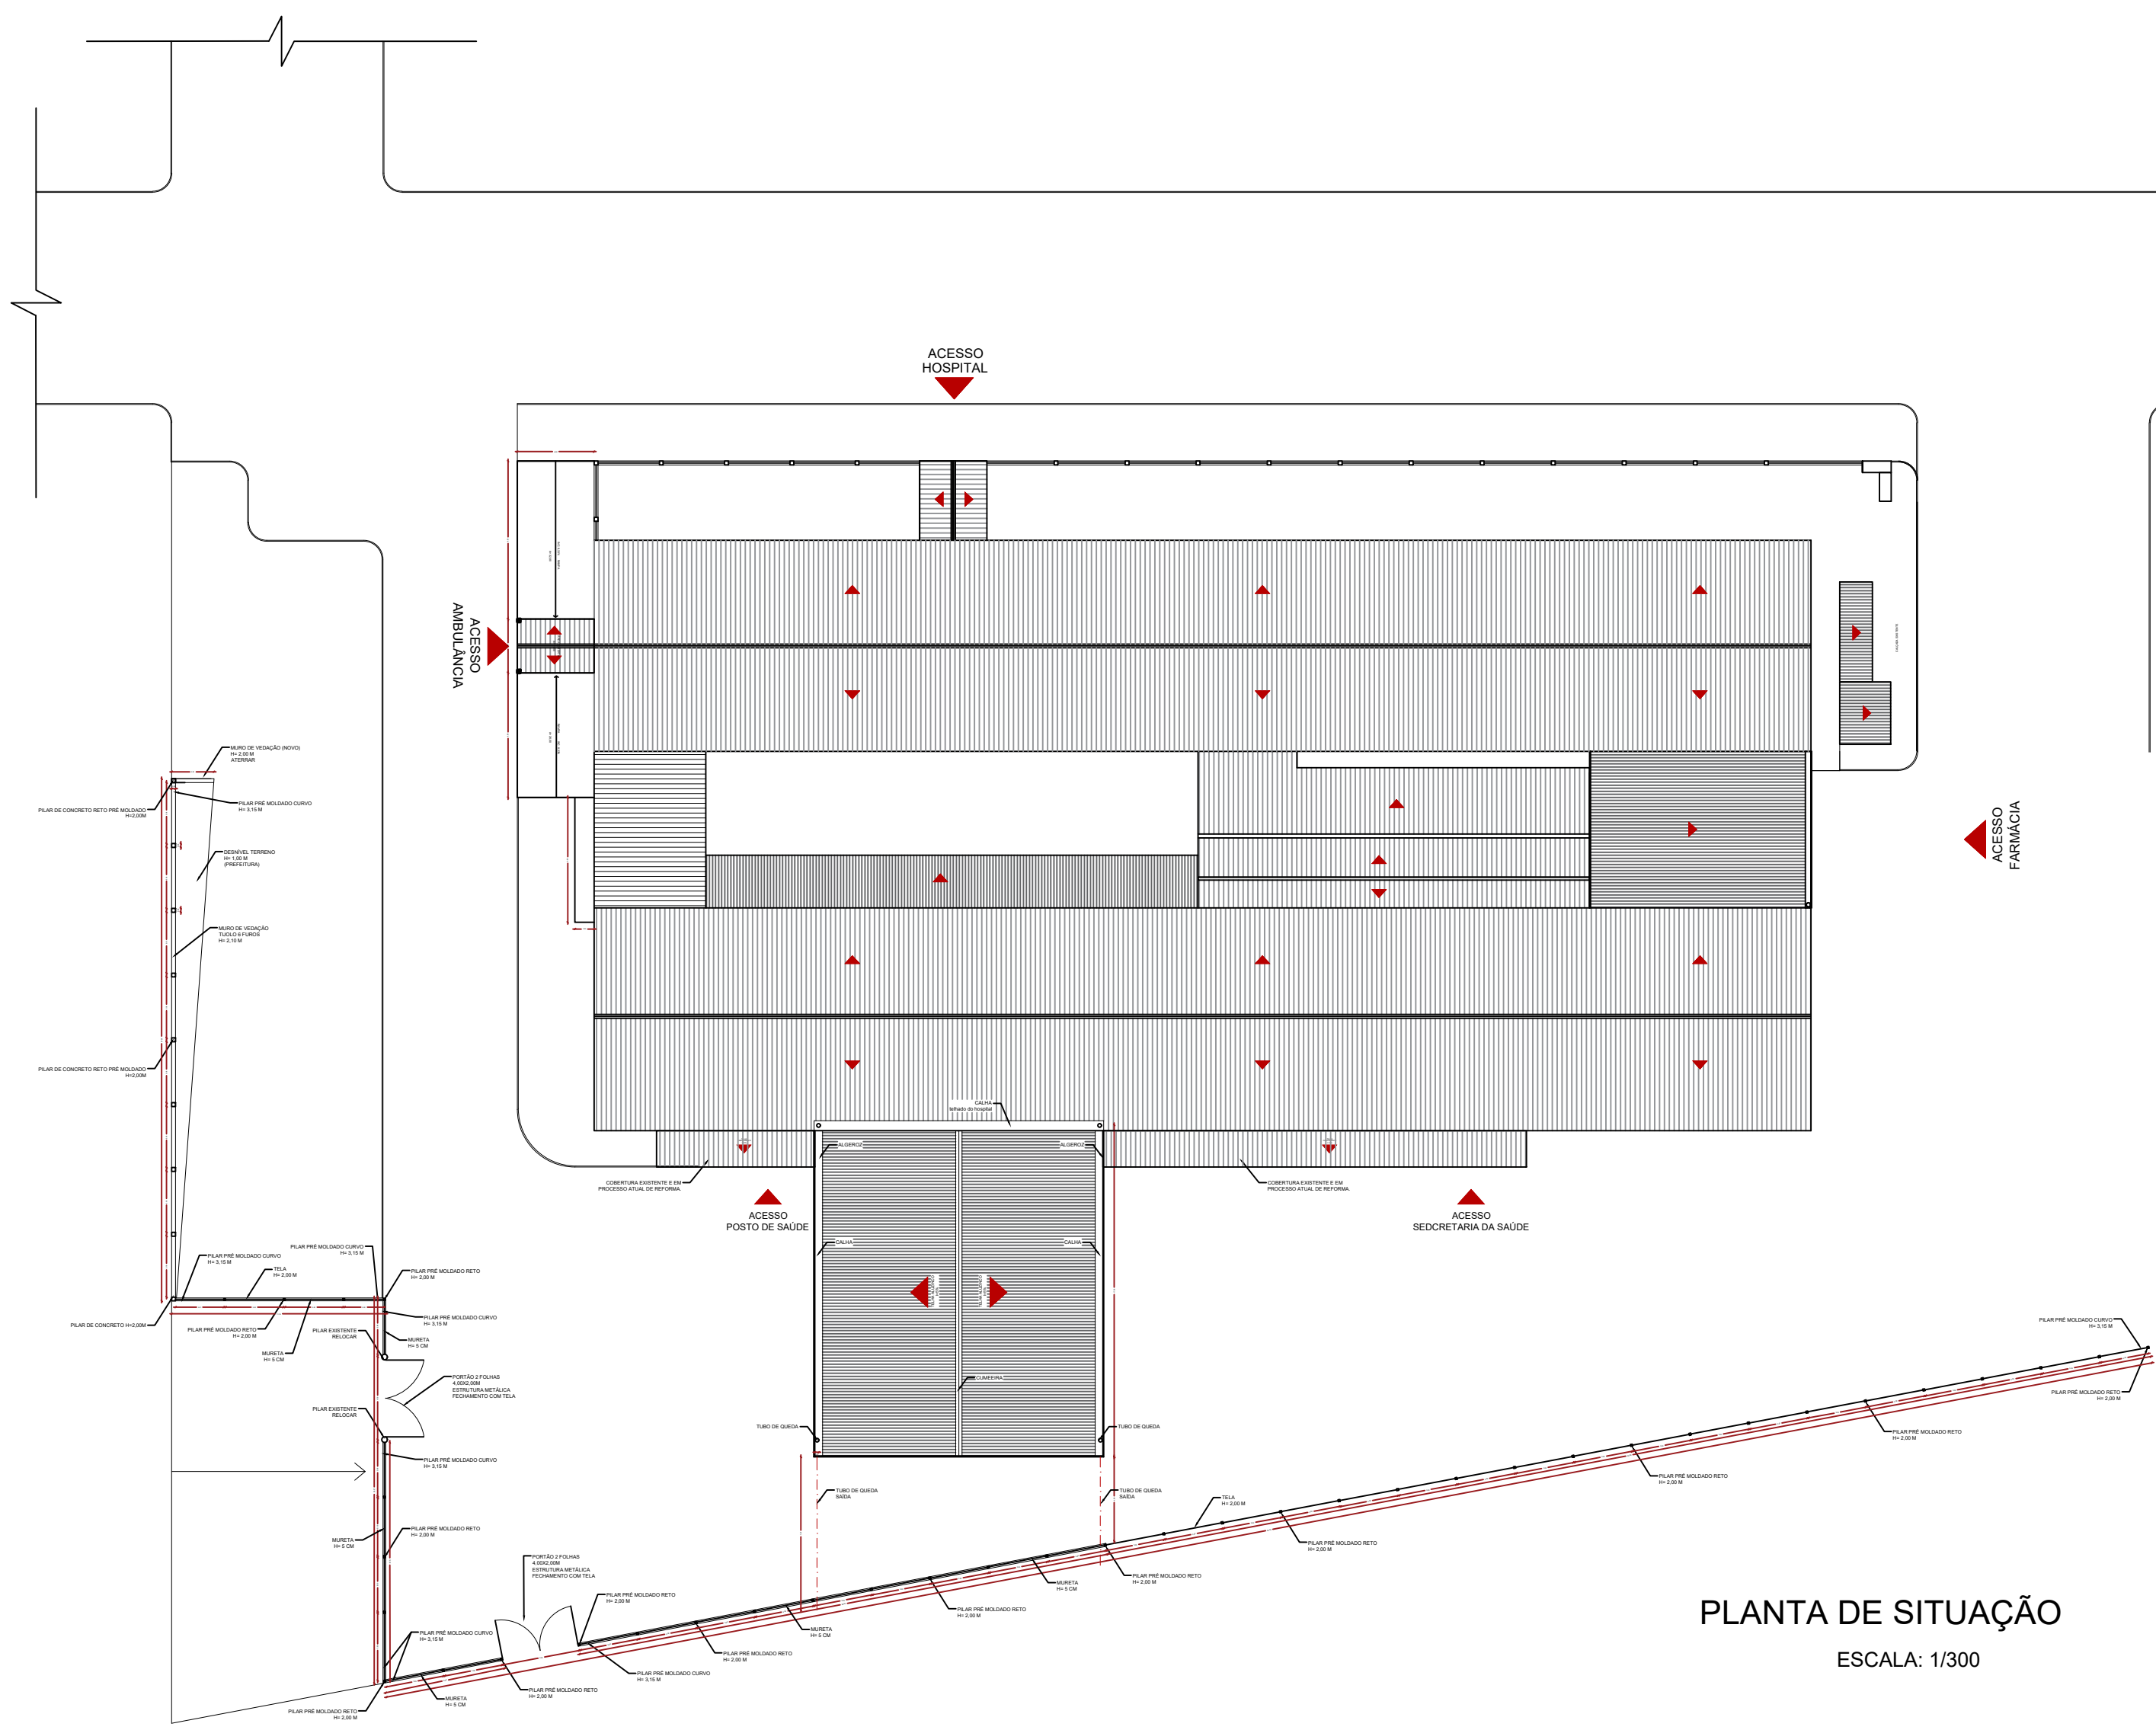 ACESSO
HOSPITAL
ACESSO
AMBULÂNCIA
MURO DE VEDAÇÃO (NOVO)
H= 2,00 M
ATERRAR
PILAR DE CONCRETO RETO PRÉ MOLDADO
H=2,00M
PILAR PRÉ MOLDADO CURVO
H= 3,15 M
ACESSO
FARMÁCIA
DESNÍVEL TERRENO
H= 1,00 M
(PREFEITURA)
MURO DE VEDAÇÃO
TIJOLO 6 FUROS
H= 2,10 M
PILAR DE CONCRETO RETO PRÉ MOLDADO
H=2,00M
CALHA
telhado do hospital
ALGEROZ
ALGEROZ
COBERTURA EXISTENTE E EM
PROCESSO ATUAL DE REFORMA.
COBERTURA EXISTENTE E EM
PROCESSO ATUAL DE REFORMA.
ACESSO
POSTO DE SAÚDE
ACESSO
SEDCRETARIA DA SAÚDE
CALHA
CALHA
PILAR PRÉ MOLDADO CURVO
H= 3,15 M
PILAR PRÉ MOLDADO CURVO
H= 3,15 M
TELA
H= 2,00 M
PILAR PRÉ MOLDADO RETO
H= 2,00 M
PILAR DE CONCRETO H=2,00M
PILAR PRÉ MOLDADO RETO
H= 2,00 M
PILAR EXISTENTE
RELOCAR
PILAR PRÉ MOLDADO CURVO
H= 3,15 M
MURETA
H= 5 CM
MURETA
H= 5 CM
PORTÃO 2 FOLHAS
4,00X2,00M
ESTRUTURA METÁLICA
FECHAMENTO COM TELA
CUMEEIRA
PILAR EXISTENTE
RELOCAR
TUBO DE QUEDA
TUBO DE QUEDA
PILAR PRÉ MOLDADO CURVO
H= 3,15 M
PILAR PRÉ MOLDADO RETO
H= 2,00 M
PILAR PRÉ MOLDADO RETO
H= 2,00 M
PILAR PRÉ MOLDADO CURVO
H= 3,15 M
PILAR PRÉ MOLDADO RETO
H= 2,00 M
TUBO DE QUEDA
SAÍDA
TUBO DE QUEDA
SAÍDA
TELA
H= 2,00 M
PILAR PRÉ MOLDADO RETO
H= 2,00 M
MURETA
H= 5 CM
PILAR PRÉ MOLDADO RETO
H= 2,00 M
PORTÃO 2 FOLHAS
4,00X2,00M
ESTRUTURA METÁLICA
FECHAMENTO COM TELA
MURETA
H= 5 CM
PILAR PRÉ MOLDADO RETO
H= 2,00 M
PILAR PRÉ MOLDADO RETO
H= 2,00 M
PILAR PRÉ MOLDADO RETO
H= 2,00 M
MURETA
H= 5 CM
PILAR PRÉ MOLDADO CURVO
H= 3,15 M
PILAR PRÉ MOLDADO RETO
H= 2,00 M
PILAR PRÉ MOLDADO CURVO
H= 3,15 M
PILAR PRÉ MOLDADO RETO
H= 2,00 M
MURETA
H= 5 CM
PILAR PRÉ MOLDADO RETO
H= 2,00 M
PLANTA DE SITUAÇÃO
ESCALA: 1/300